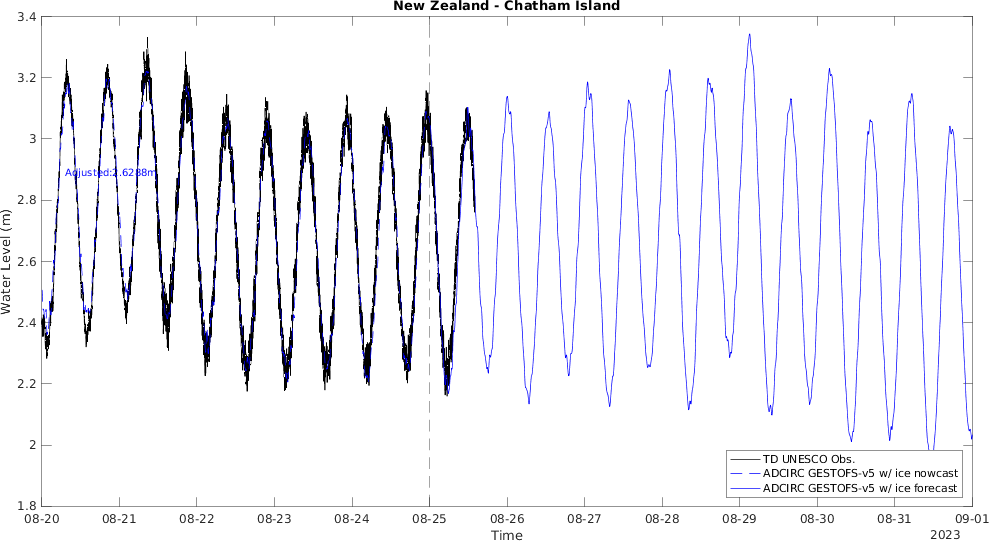 New Zealand - Chatham Island
3.4
3.2
3
2.8
2.6
2.4
2.2
2
1.8
Water Level (m)
Adjusted:2.6288m
TD UNESCO Obs.
ADCIRC GESTOFS-v5 w/ ice nowcast
ADCIRC GESTOFS-v5 w/ ice forecast
08-20 08-21 08-22 08-23 08-24 08-25 08-26 08-27 08-28 08-29 08-30 08-31 09-01
Time
2023